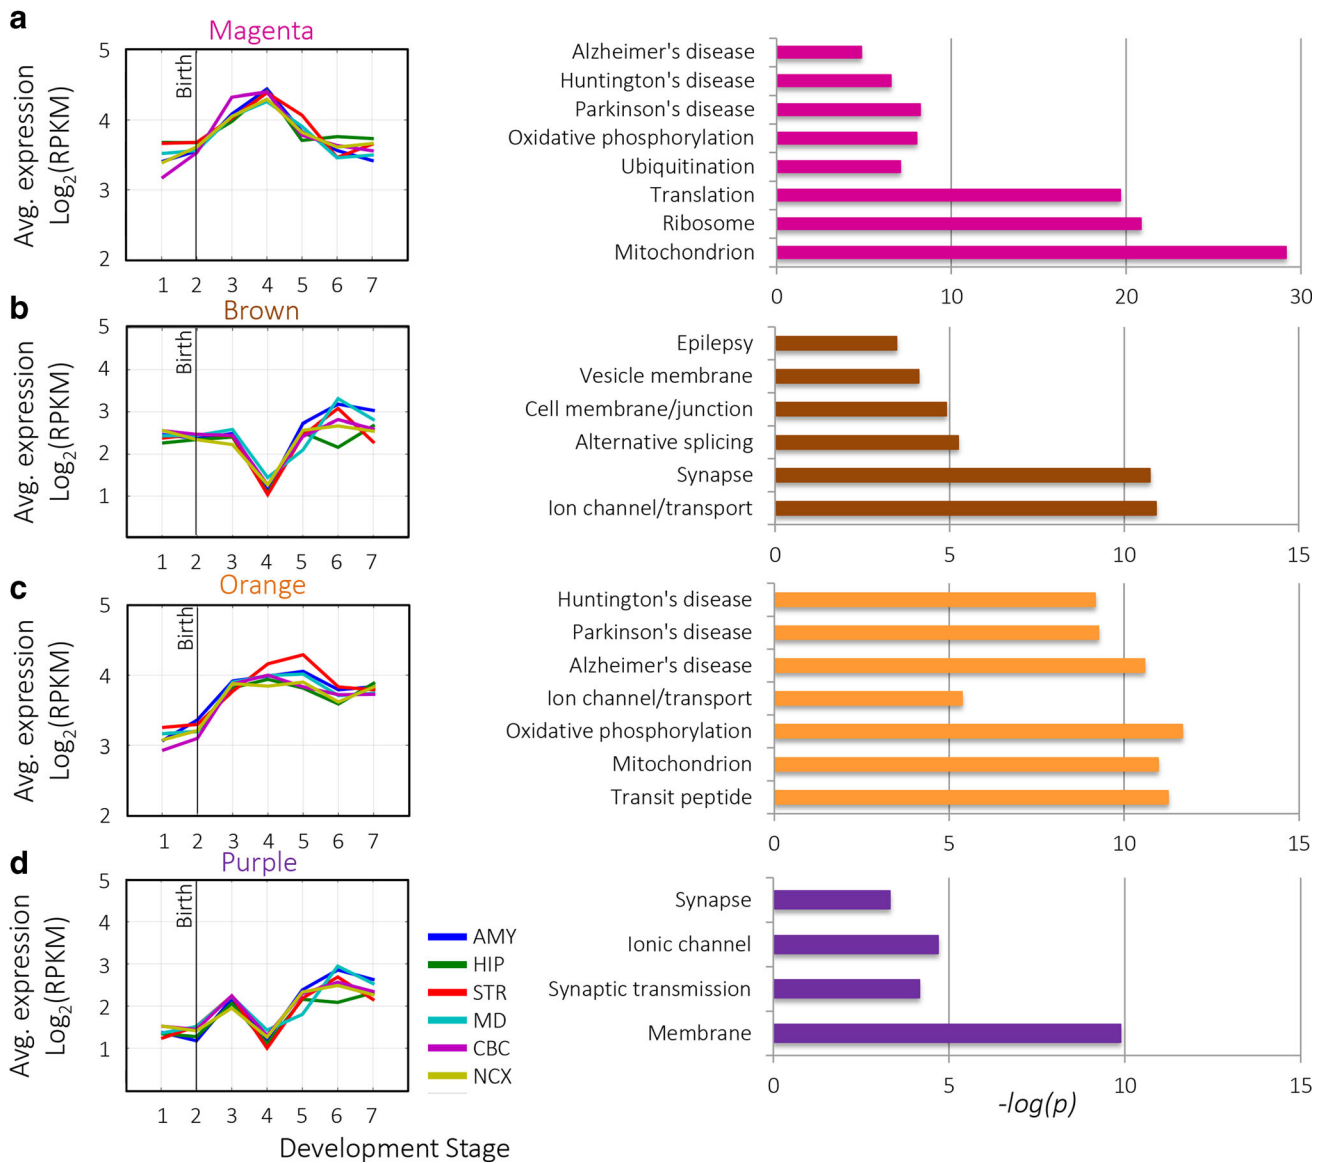 a
Magenta
Avg. expression
Log2(RPKM)
Birth
5
4
3
2
1 2 3 4 5 6 7
Alzheimer's disease
Huntington's disease
Parkinson's disease
Oxidative phosphorylation
Ubiquitination
Translation
Ribosome
Mitochondrion
0 10 20 30
b
Brown
Avg. expression
Log2(RPKM)
Birth
5
4
3
2
1
1 2 3 4 5 6 7
Epilepsy
Vesicle membrane
Cell membrane/junction
Alternative splicing
Synapse
Ion channel/transport
0 5 10 15
c
Orange
Avg. expression
Log2(RPKM)
Birth
5
4
3
2
1 2 3 4 5 6 7
Huntington's disease
Parkinson's disease
Alzheimer's disease
Ion channel/transport
Oxidative phosphorylation
Mitochondrion
Transit peptide
0 5 10 15
d
Purple
Avg. expression
Log2(RPKM)
Birth
5
4
3
2
1
1 2 3 4 5 6 7
Development Stage
AMY
HIP
STR
MD
CBC
NCX
Synapse
Ionic channel
Synaptic transmission
Membrane
0 5 10 15
-log(p)